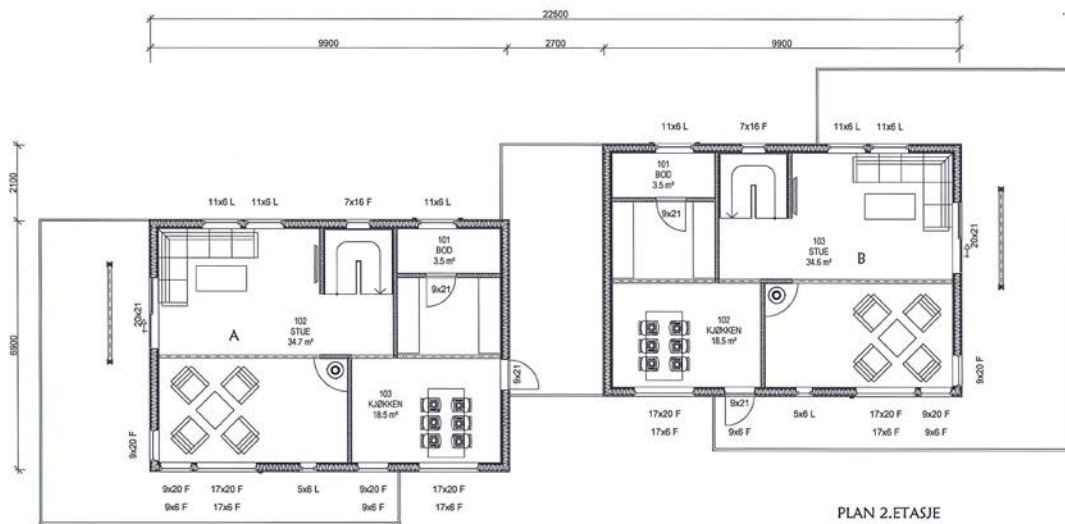 22500
9900 2700 9900
11x6 L 7x16 F 11x6 L 11x6 L
2100
101
BOD
3.5 m²
9x21
103
STUE
34.6 m²
B
20x21
11x6 L 11x6 L 7x16 F 11x6 L
101
BOD
3.5 m²
9x21
20x21
102
STUE
34.7 m²
A
6900
102
KJØKKEN
18.5 m²
9x21
9x20 F
103
KJØKKEN
18.5 m²
9x20 F
17x20 F 9x21 5x6 L 17x20 F 9x20 F
17x6 F 9x6 F 17x6 F 9x6 F
9x20 F 17x20 F 5x6 L 9x20 F 17x20 F
9x6 F 17x6 F 9x6 F 17x6 F
PLAN 2.ETASJE